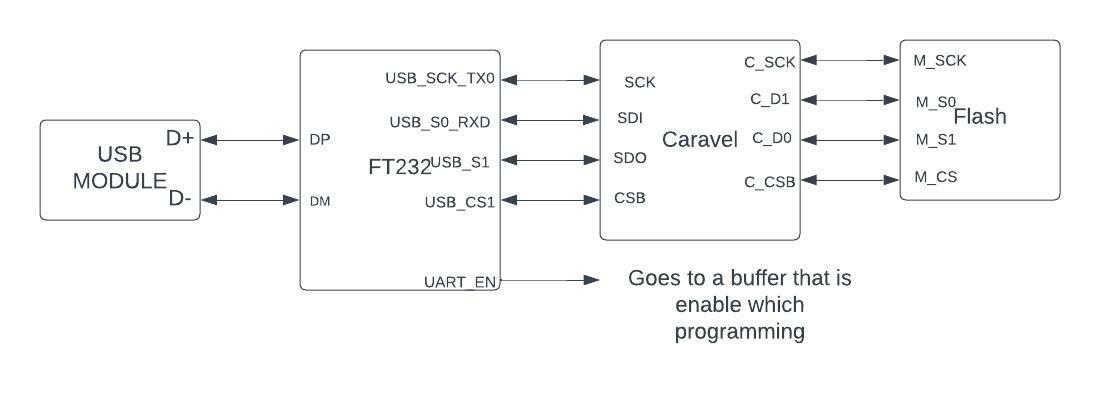 USB
MODULE
D+
D-
DP
DM
FT232
USB_SCK_TX0
USB_S0_RXD
USB_S1
USB_CS1
UART_EN
SCK
SDI
SDO
CSB
Caravel
C_SCK
C_D1
C_D0
C_CSB
M_SCK
M_S0
Flash
M_S1
M_CS
Goes to a buffer that is
enable which
programming